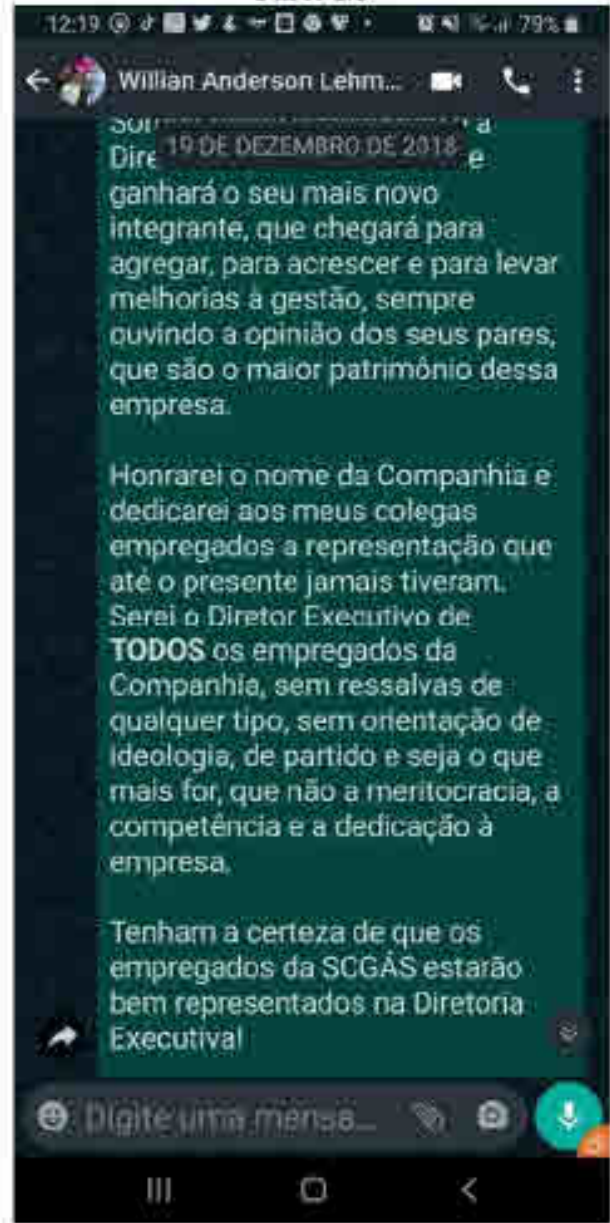 12:19
79%
Willian Anderson Lehm...
19 DE DEZEMBRO DE 2018
Dire e
ganhará o seu mais novo
integrante, que chegará para
agregar, para acrescer e para levar
melhorias à gestão, sempre
ouvindo a opinião dos seus pares,
que são o maior patrimônio dessa
empresa.
Honrarei o nome da Companhia e
dedicarei aos meus colegas
empregados a representação que
até o presente jamais tiveram.
Serei o Diretor Executivo de
TODOS os empregados da
Companhia, sem ressalvas de
qualquer tipo, sem orientação de
ideologia, de partido e seja o que
mais for, que não a meritocracia, a
competência e a dedicação à
empresa.
Tenham a certeza de que os
empregados da SCGÁS estarão
bem representados na Diretoria
Executiva!
Digite uma mensa...